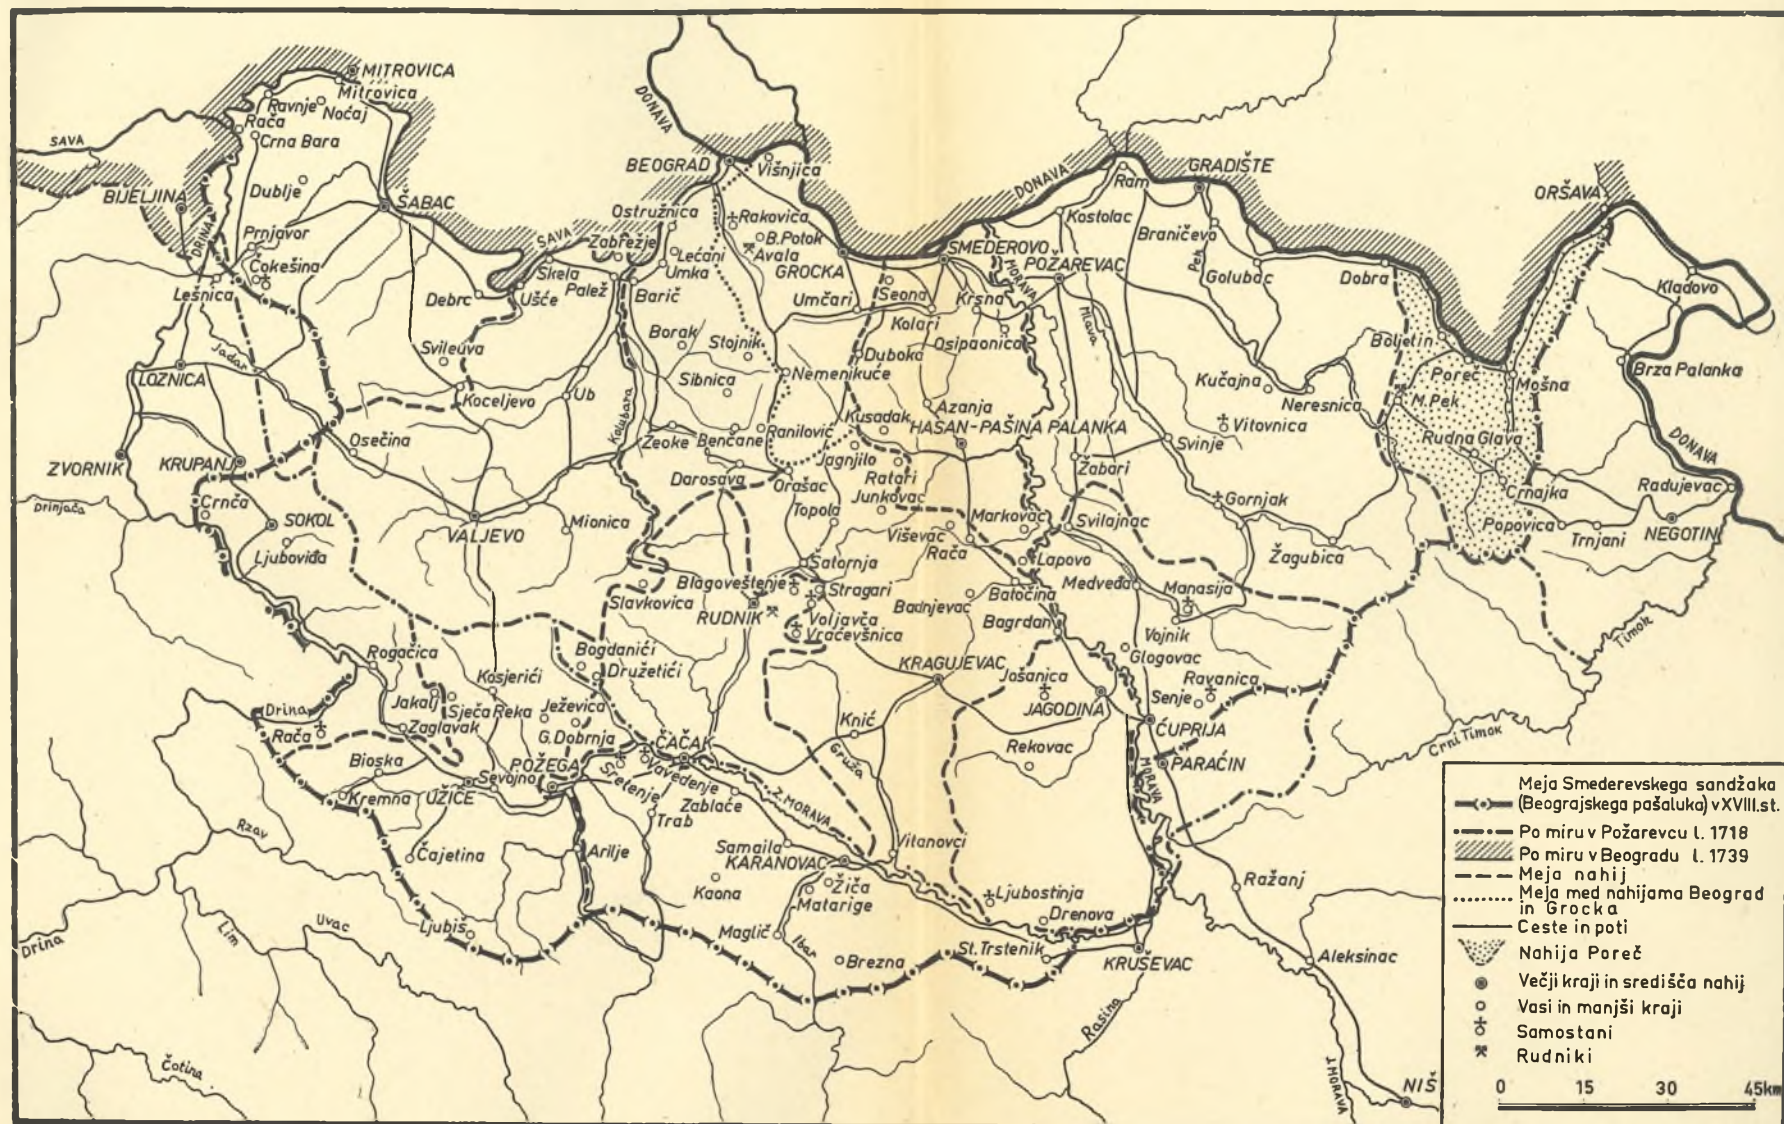 MITROVICA
Mitrovica
Ravnje
Noćaj
Rača
Crna Bara
SAVA
Dublje
BIJELJINA
ŠABAC
DRINA
Prnjavor
Čokešina
Lešnica
Debrc
Ušće
SAVA
Skela
Palež
Zabrežje
Ostružnica
BEOGRAD
DONAVA
Višnjica
Rakovica
B.Potok
Avala
Lećani
Umka
Barič
GROCKA
DONAVA
SMEDEROVO
Ram
GRADIŠTE
Kostolac
Braničevo
Pek
Golubac
POŽAREVAC
MORAVA
Mlava
Dobra
ORŠAVA
Kladovo
Brza Palanka
DONAVA
Boljetin
Poreč
Mošna
M.Pek
Rudna Glava
Crnajka
Popovica
Trnjani
Radujevac
NEGOTIN
Umčari
Seona
Kolari
Krsna
Osipaonica
Borak
Stojnik
Sibnica
Duboka
Nemenikuće
Azanja
Kusadak
HASAN-PAŠINA PALANKA
Kučajna
Neresnica
Vitovnica
Svinje
Žabari
Gornjak
Žagubica
Svileuva
Jadar
LOZNICA
Koceljevo
Ub
Kolubara
Zeoke
Benčane
Ranilović
Osečina
ZVORNIK
KRUPANJ
Darosava
Orašac
Jagnjilo
Ratari
Junkovac
Topola
Crnča
Drinjača
SOKOL
Ljuboviđa
VALJEVO
Mionica
Viševac
Rača
Markovac
Svilajnac
Lapovo
Medveđa
Manasija
Satornja
Blagoveštenje
Stragari
Slavkovica
RUDNIK
Voljavča
Vraćevšnica
Badnjevac
Batočina
Bagrdan
Vojnik
Glogovac
Timok
Rogačica
Bogdanići
Družetići
Kosjerići
KRAGUJEVAC
Jošanica
Ravanica
Senje
JAGODINA
ĆUPRIJA
Crni Timok
Drina
Rača
Jakalj
Sječa Reka
Zaglavak
Ježevica
G.Dobrnja
Knić
Gruža
Rekovac
PARAĆIN
MORAVA
Bioska
Kremna
UŽICE
Sevojno
POŽEGA
ČAČAK
Sretenje
Vavedenje
Zablaće
Trab
Z.MORAVA
Rzav
Čajetina
Arilje
Samaila
KARANOVAC
Vitanovci
Kaona
Žiča
Matarige
Ljubostinja
Drenova
Ražanj
Drina
Lim
Uvac
Ljubiš
Maglič
Ibar
Brezna
St.Trstenik
KRUŠEVAC
Aleksinac
Rasina
Čotina
J.MORAVA
NIŠ
Meja Smederevskega sandžaka
(Beograjskega pašaluka) v XVIII.st.
Po miru v Požarevcu l. 1718
Po miru v Beogradu l. 1739
Meja nahij
Meja med nahijama Beograd
in Grocka
Ceste in poti
Nahija Poreč
Večji kraji in središča nahij
Vasi in manjši kraji
Samostani
Rudniki
0 15 30 45km